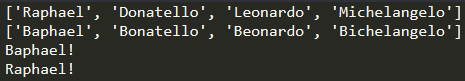 ['Raphael', 'Donatello', 'Leonardo', 'Michelangelo']
['Baphael', 'Bonatello', 'Beonardo', 'Bichelangelo']
Baphael!
Raphael!